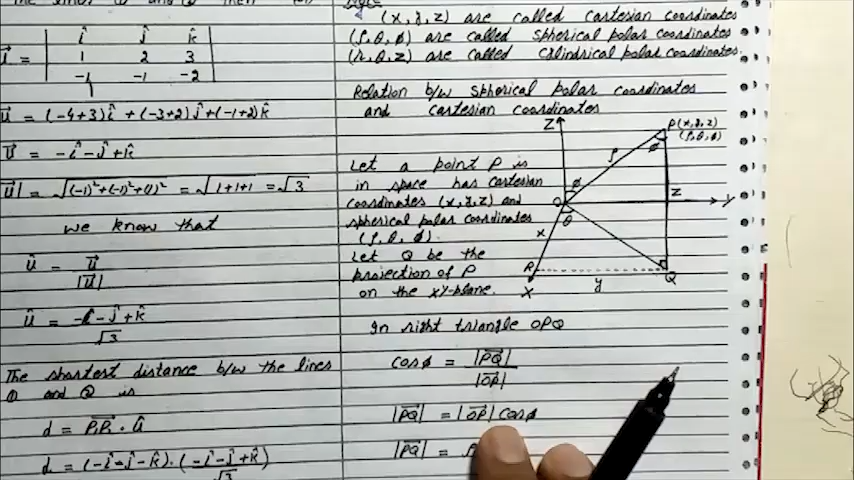 î ĵ k̂
= | 1 2 3 |
-1 -1 -2
u⃗ = (-4+3)î + (-3+2)ĵ + (-1+2)k̂
u⃗ = -î - ĵ + k̂
|u⃗| = √(-1)²+(-1)²+(1)² = √1+1+1 = √3
we know that
û = u⃗ / |u⃗|
û = -î - ĵ + k̂ / √3
The shortest distance b/w the lines
① and ② is
d = P₁P₂ . û
d = (-î - ĵ - k̂) . (-î - ĵ + k̂) / √3
(x, y, z) are called cartesian coordinates
(ρ, θ, φ) are called spherical polar coordinates
(r, θ, z) are called cylindrical polar coordinates.
Relation b/w spherical polar coordinates
and cartesian coordinates
Let a point P is
in space has cartesian
coordinates (x, y, z) and
spherical polar coordinates
(ρ, θ, φ).
Let Q be the
projection of P
on the xy-plane.
Z
P(x, y, z)
(ρ, θ, φ)
φ
ρ
φ
z
O
θ
x
R
y
Q
X
In right triangle OPQ
cosφ = |PQ| / |OP|
|PQ| = |OP| cosφ
|PQ| =